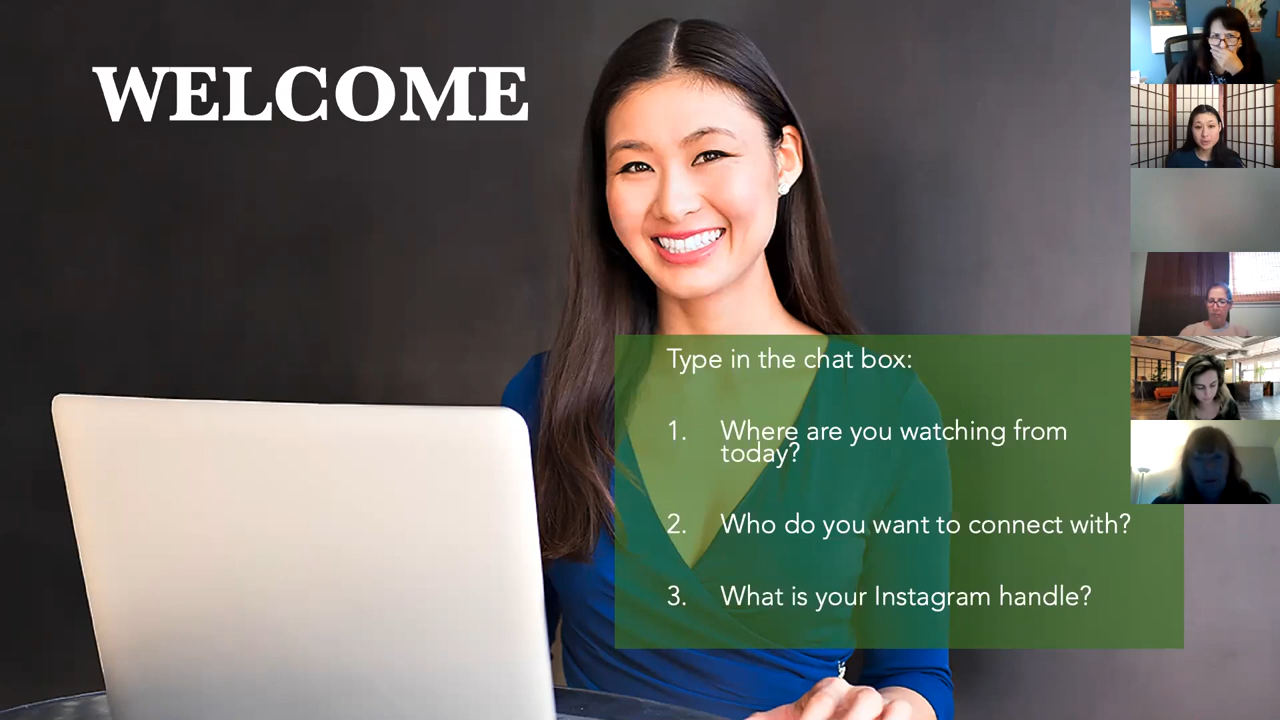 WELCOME
Type in the chat box:
1. Where are you watching from
today?
2. Who do you want to connect with?
3. What is your Instagram handle?